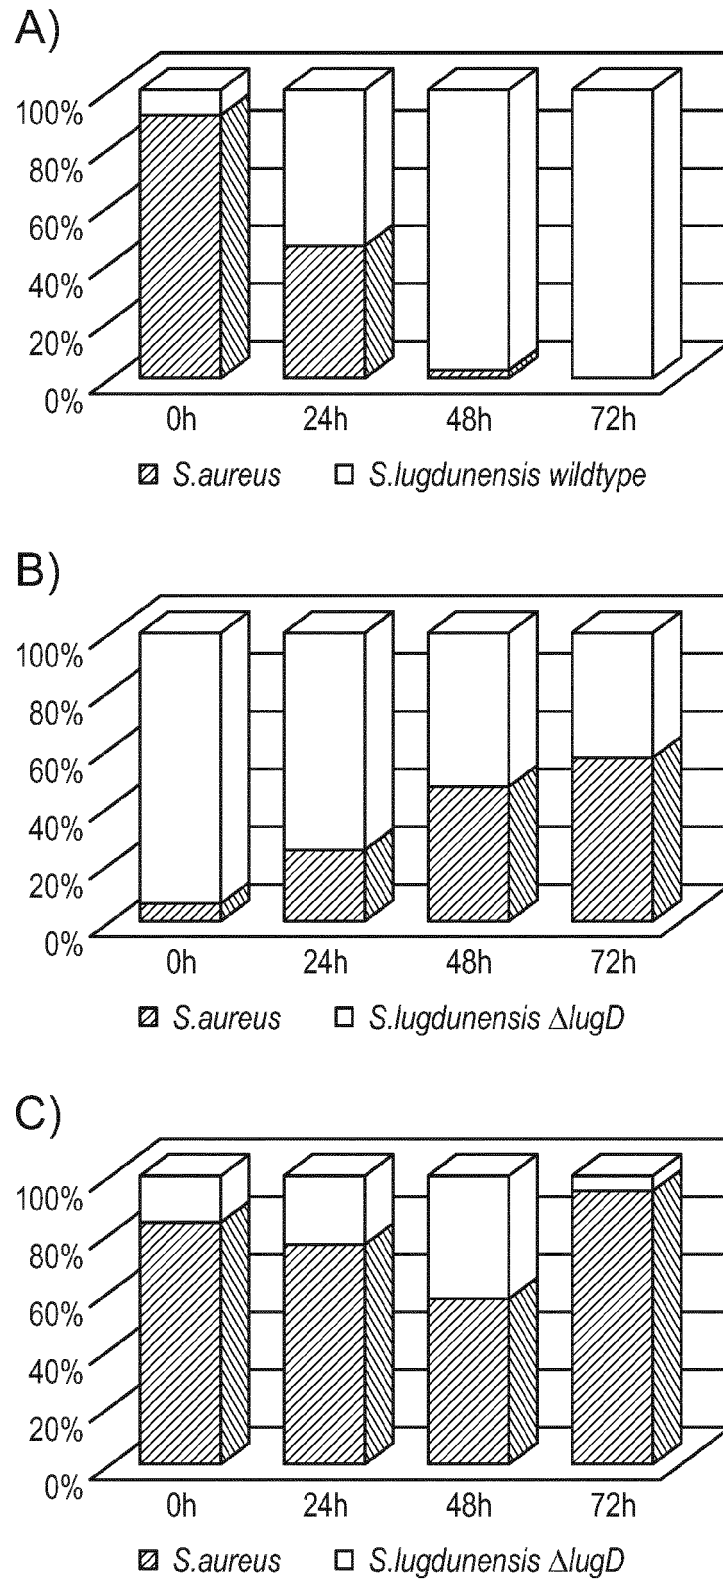 A)
100%
80%
60%
40%
20%
0%
0h 24h 48h 72h
S.aureus S.lugdunensis wildtype
B)
100%
80%
60%
40%
20%
0%
0h 24h 48h 72h
S.aureus S.lugdunensis ΔlugD
C)
100%
80%
60%
40%
20%
0%
0h 24h 48h 72h
S.aureus S.lugdunensis ΔlugD